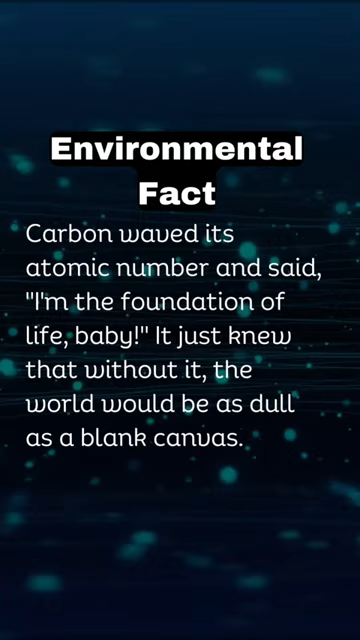 Environmental
Fact
Carbon waved its
atomic number and said,
"I'm the foundation of
life, baby!" It just knew
that without it, the
world would be as dull
as a blank canvas.